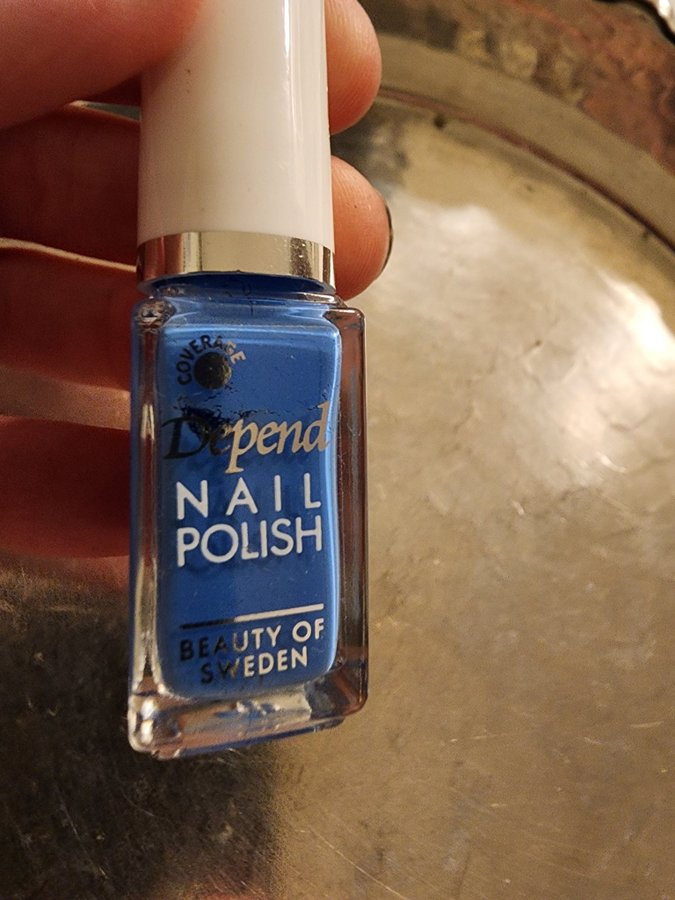 COVERAGE
Depend
NAIL
POLISH
BEAUTY OF
SWEDEN